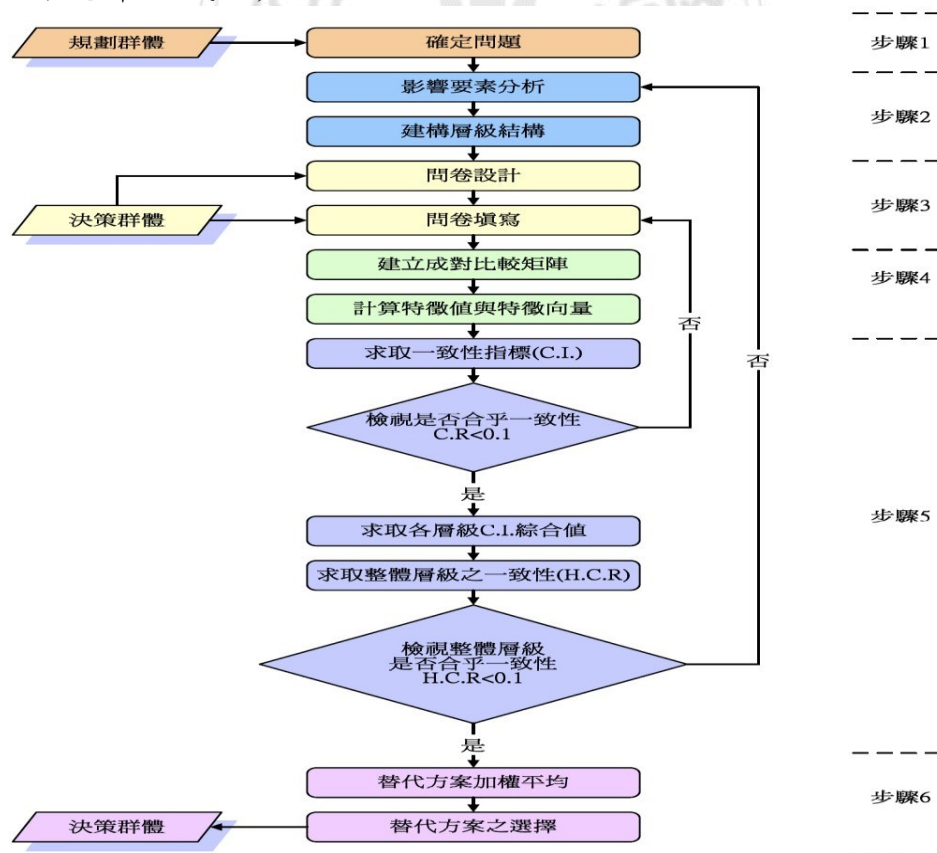 規劃群體
確定問題
步驟1
影響要素分析
建構層級結構
步驟2
問卷設計
決策群體
問卷填寫
步驟3
建立成對比較矩陣
計算特徵值與特徵向量
步驟4
否
求取一致性指標(C.I.)
否
檢視是否合乎一致性
C.R<0.1
是
求取各層級C.I.綜合值
步驟5
求取整體層級之一致性(H.C.R)
檢視整體層級
是否合乎一致性
H.C.R<0.1
是
替代方案加權平均
步驟6
決策群體
替代方案之選擇